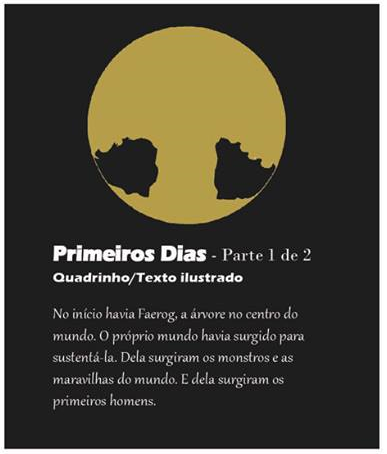 Primeiros Dias - Parte 1 de 2
Quadrinho/Texto ilustrado
No início havia Faerog, a árvore no centro do
mundo. O próprio mundo havia surgido para
sustentá-la. Dela surgiram os monstros e as
maravilhas do mundo. E dela surgiram os
primeiros homens.